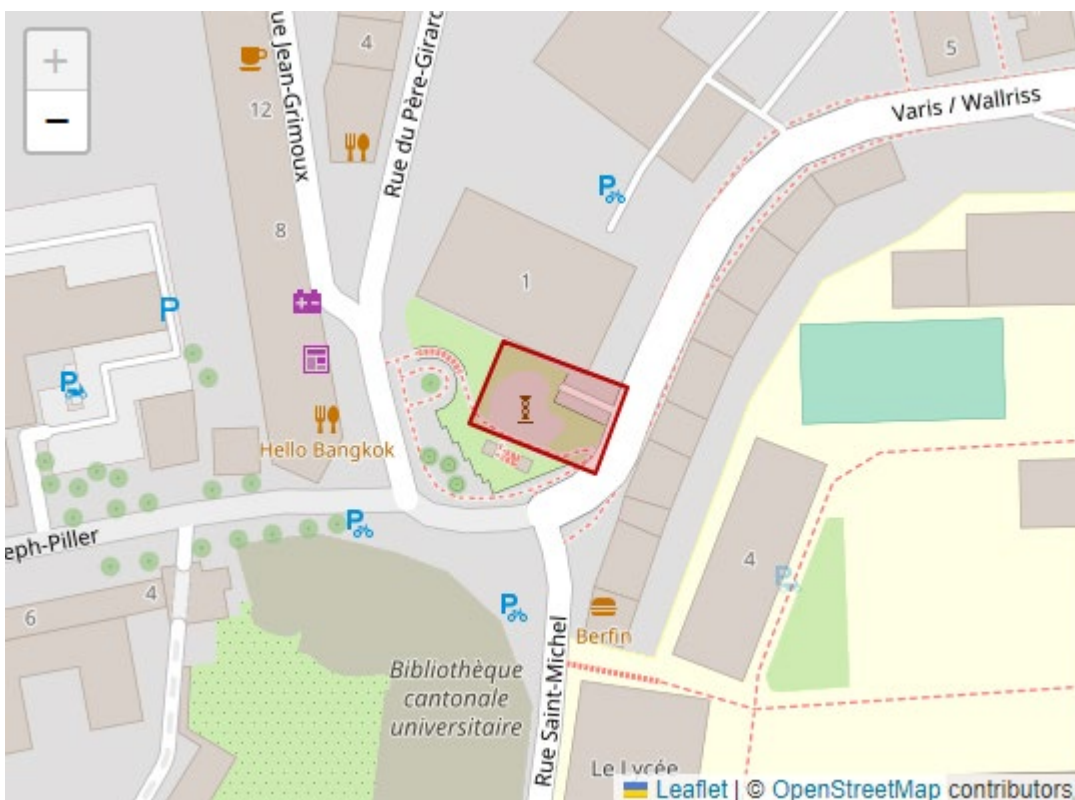 +
−
ue Jean-Grimoux
4
Rue du Père-Girard
5
Varis / Wallriss
12
8
1
P
P
P
Hello Bangkok
P
eph-Piller
6
4
P
Berfin
4
P
Bibliothèque
cantonale
universitaire
Rue Saint-Michel
Le Lycée
Leaflet | © OpenStreetMap contributors